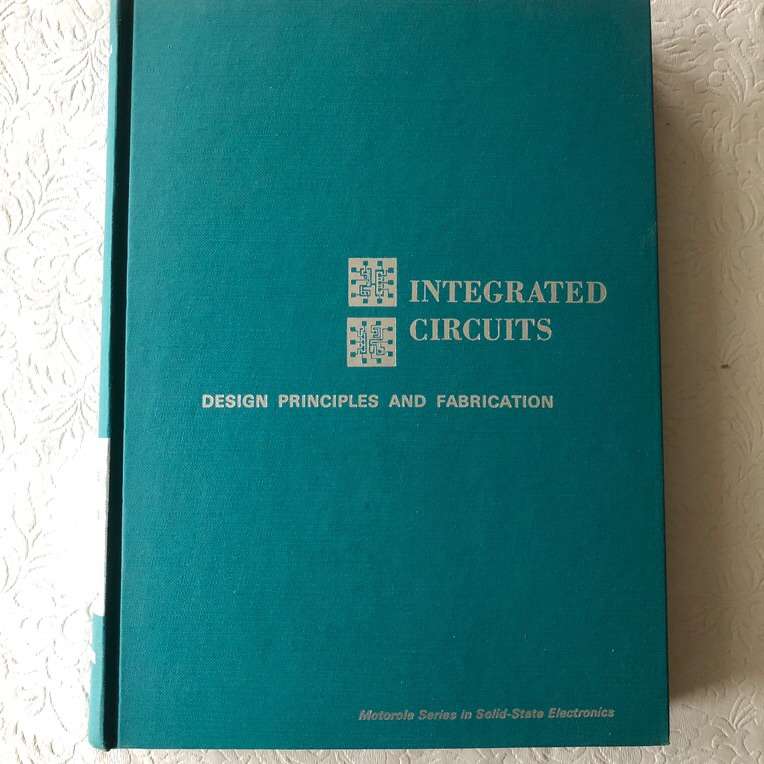 INTEGRATED
CIRCUITS
DESIGN PRINCIPLES AND FABRICATION
Motorola Series in Solid-State Electronics